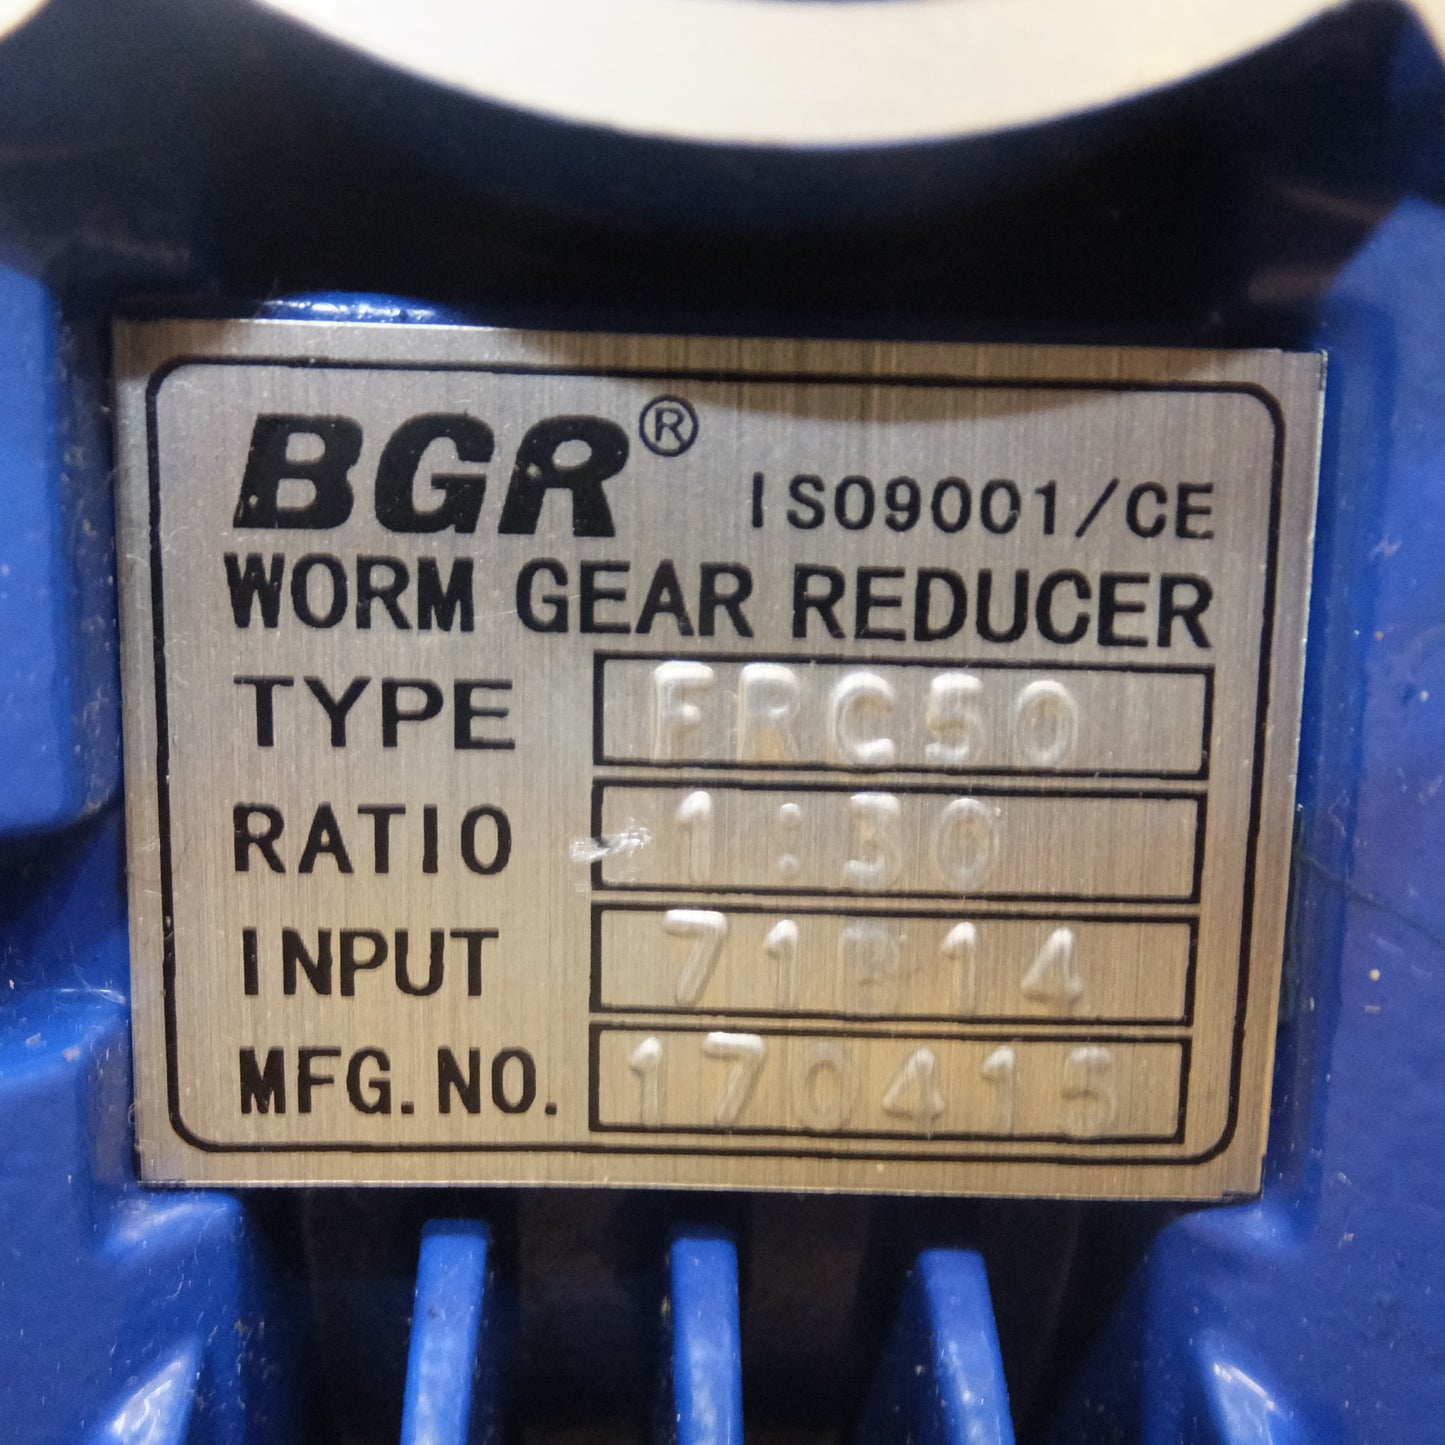 BGR® ISO9001/CE
WORM GEAR REDUCER
TYPE FRC50
RATIO 1:30
INPUT 71B14
MFG.NO. 170415